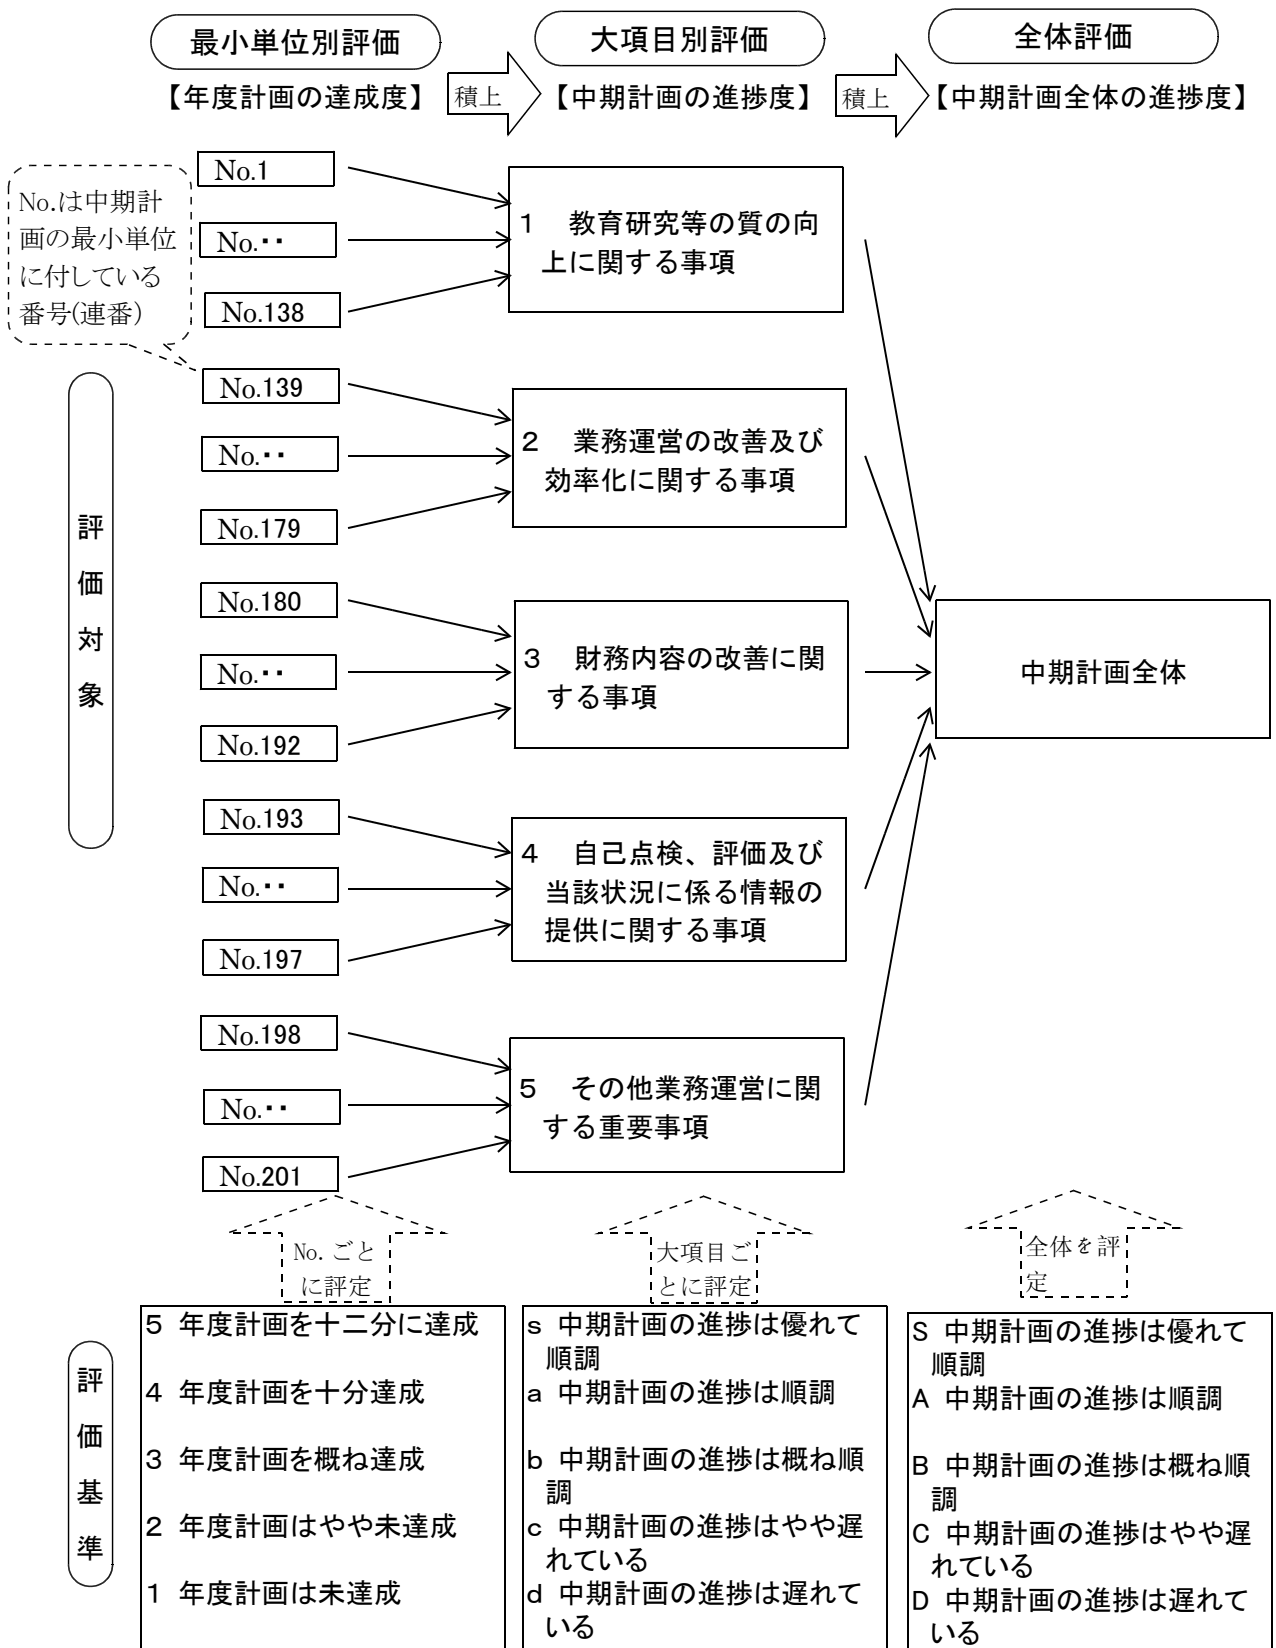 最小単位別評価
大項目別評価
全体評価
【年度計画の達成度】
積上
【中期計画の進捗度】
積上
【中期計画全体の進捗度】
No.は中期計
画の最小単位
に付している
番号(連番)
評価対象
No.1
No.・・
No.138
1　教育研究等の質の向
上に関する事項
No.139
No.・・
No.179
2　業務運営の改善及び
効率化に関する事項
No.180
No.・・
No.192
3　財務内容の改善に関
する事項
No.193
No.・・
No.197
4　自己点検、評価及び
当該状況に係る情報の
提供に関する事項
No.198
No.・・
No.201
5　その他業務運営に関
する重要事項
中期計画全体
No. ごと
に評定
大項目ご
とに評定
全体を評
定
評価基準
5 年度計画を十二分に達成
4 年度計画を十分達成
3 年度計画を概ね達成
2 年度計画はやや未達成
1 年度計画は未達成
s 中期計画の進捗は優れて
順調
a 中期計画の進捗は順調
b 中期計画の進捗は概ね順
調
c 中期計画の進捗はやや遅
れている
d 中期計画の進捗は遅れて
いる
S 中期計画の進捗は優れて
順調
A 中期計画の進捗は順調
B 中期計画の進捗は概ね順
調
C 中期計画の進捗はやや遅
れている
D 中期計画の進捗は遅れて
いる